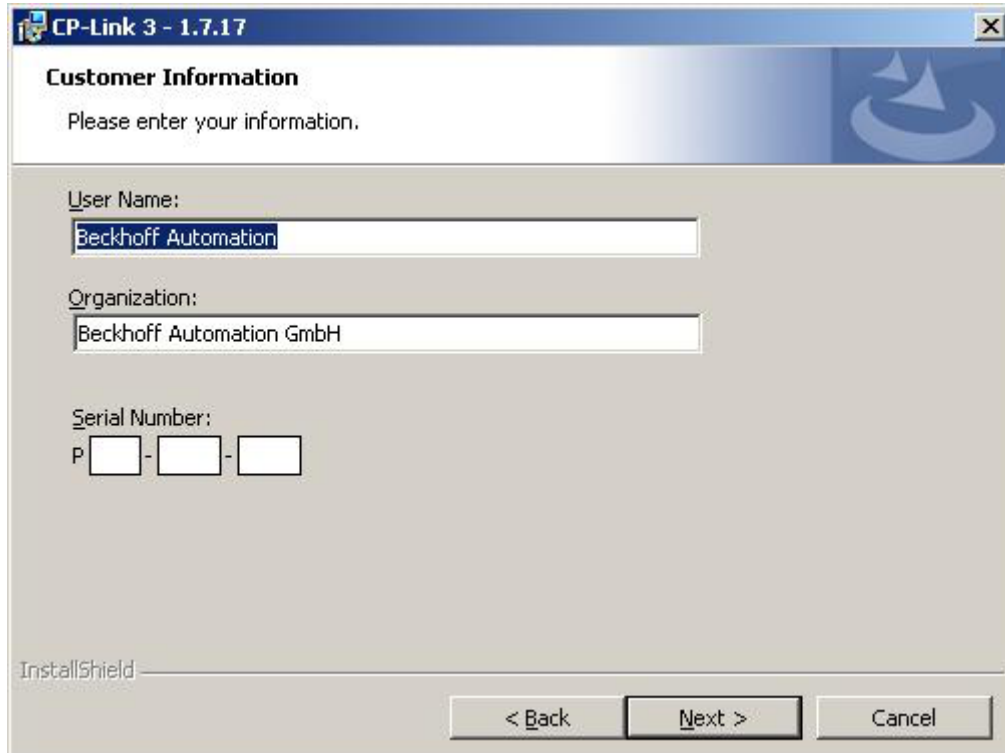 CP-Link 3 - 1.7.17
Customer Information
Please enter your information.
User Name:
Beckhoff Automation
Organization:
Beckhoff Automation GmbH
Serial Number:
P - -
InstallShield
< Back Next > Cancel